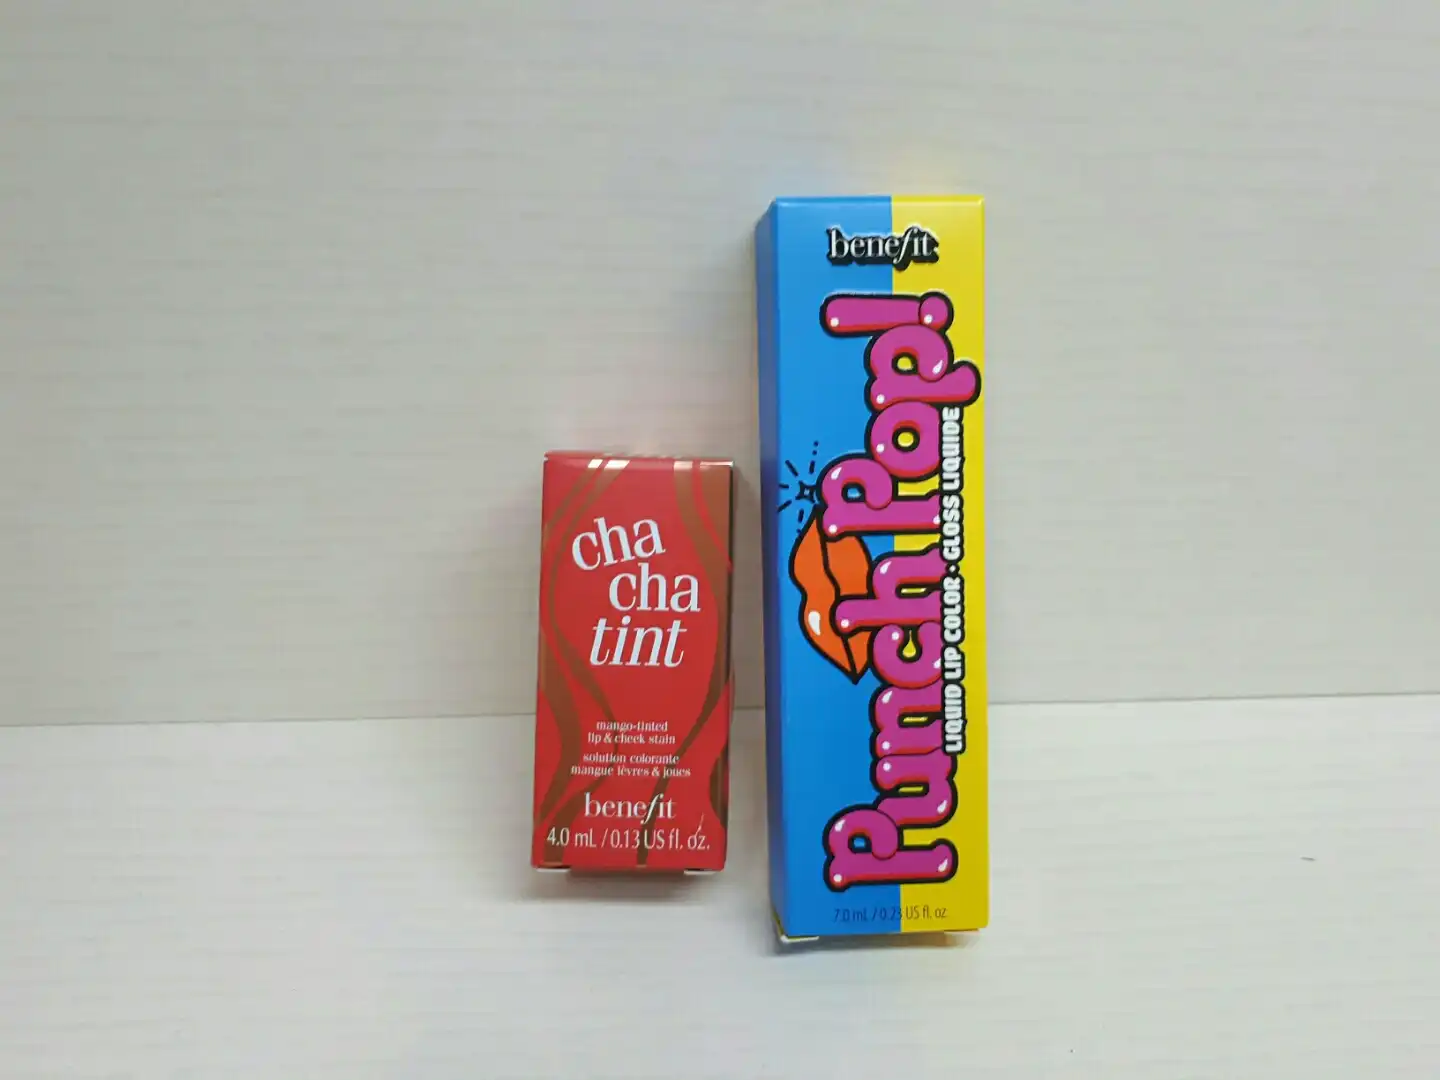 cha
cha
tint
mango-tinted
lip & cheek stain
solution colorante
mangue lèvres & joues
benefit
4.0 mL / 0.13 US fl. oz.
benefit
Punch Pop!
LIQUID LIP COLOR • GLOSS LIQUIDE
7.0 mL / 0.23 US fl. oz.